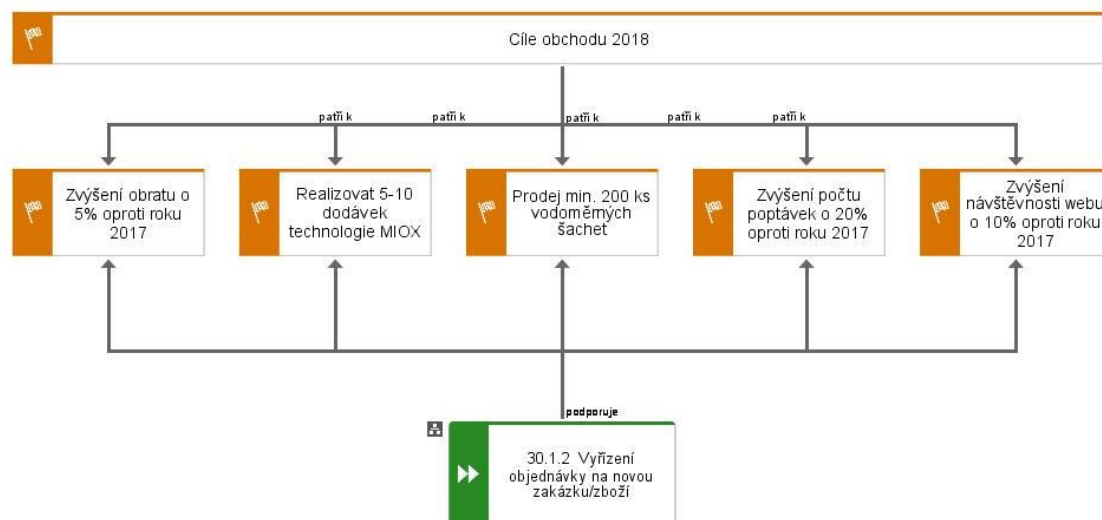 Cíle obchodu 2018
patří k
patří k
patří k
patří k
patří k
Zvýšení obratu o
5% oproti roku
2017
Realizovat 5-10
dodávek
technologie MIOX
Prodej min. 200 ks
vodoměrných
šachet
Zvýšení počtu
poptávek o 20%
oproti roku 2017
Zvýšení
návštěvnosti webu
o 10% oproti roku
2017
podporuje
30.1.2 Vyřízení
objednávky na novou
zakázku/zboží